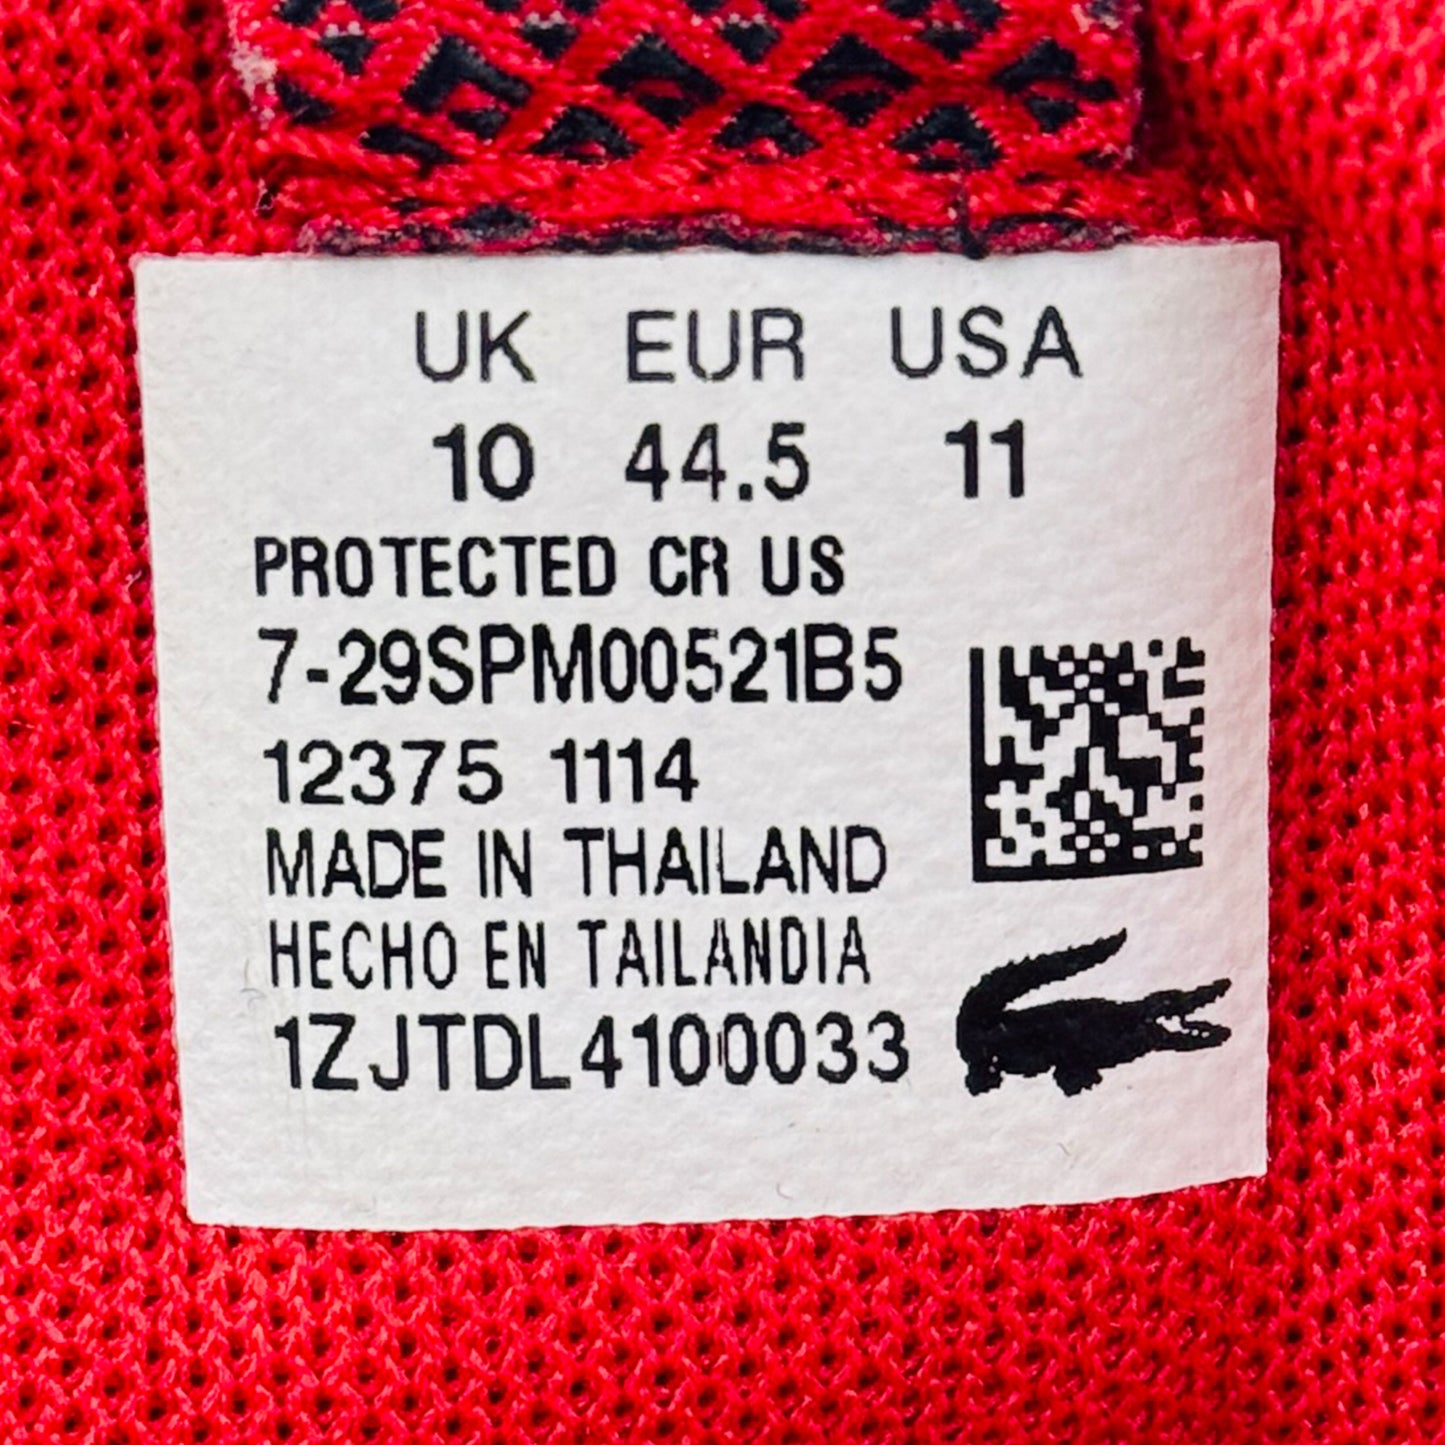 UK EUR USA
10 44.5 11
PROTECTED CR US
7-29SPM00521B5
12375 1114
MADE IN THAILAND
HECHO EN TAILANDIA
1ZJTDL4100033